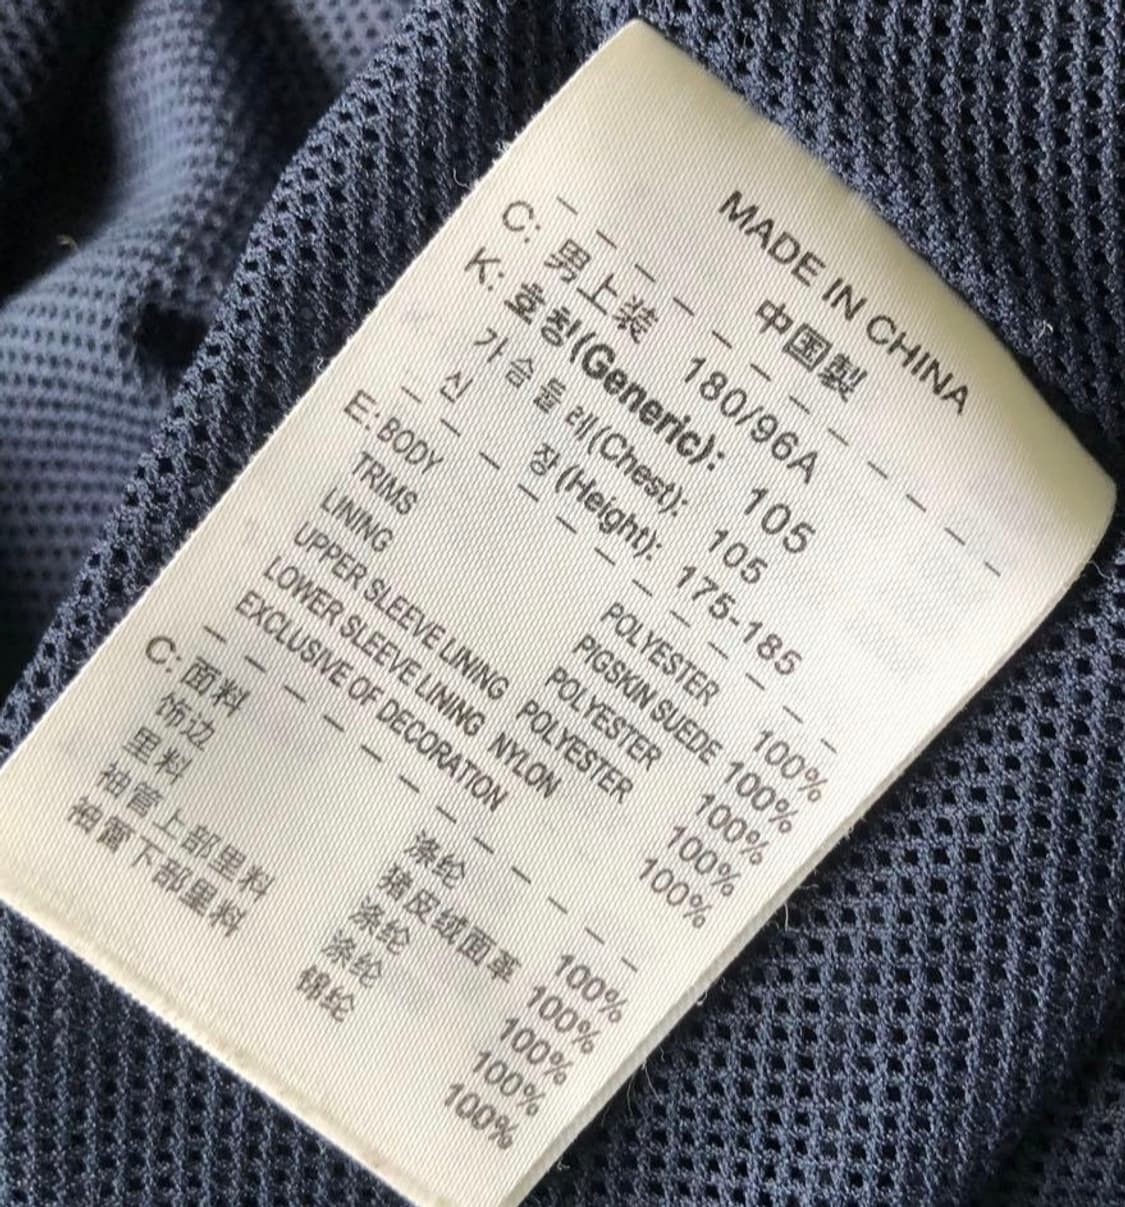 MADE IN CHINA
中国製
C: 男上装 180/96A
K: 호칭(Generic): 105
가슴둘레(Chest): 105
신 장(Height): 175-185
E: BODY POLYESTER 100%
TRIMS PIGSKIN SUEDE 100%
LINING POLYESTER 100%
UPPER SLEEVE LINING POLYESTER 100%
LOWER SLEEVE LINING NYLON 100%
EXCLUSIVE OF DECORATION
C: 面料 涤纶 100%
饰边 猪皮绒面革 100%
里料 涤纶 100%
袖管上部里料 涤纶 100%
袖管下部里料 锦纶 100%